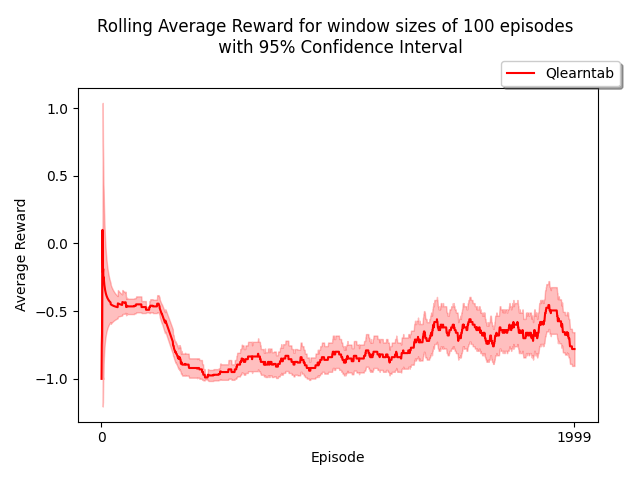 Rolling Average Reward for window sizes of 100 episodes
with 95% Confidence Interval
Qlearntab
1.0
0.5
0.0
−0.5
−1.0
Average Reward
0
1999
Episode